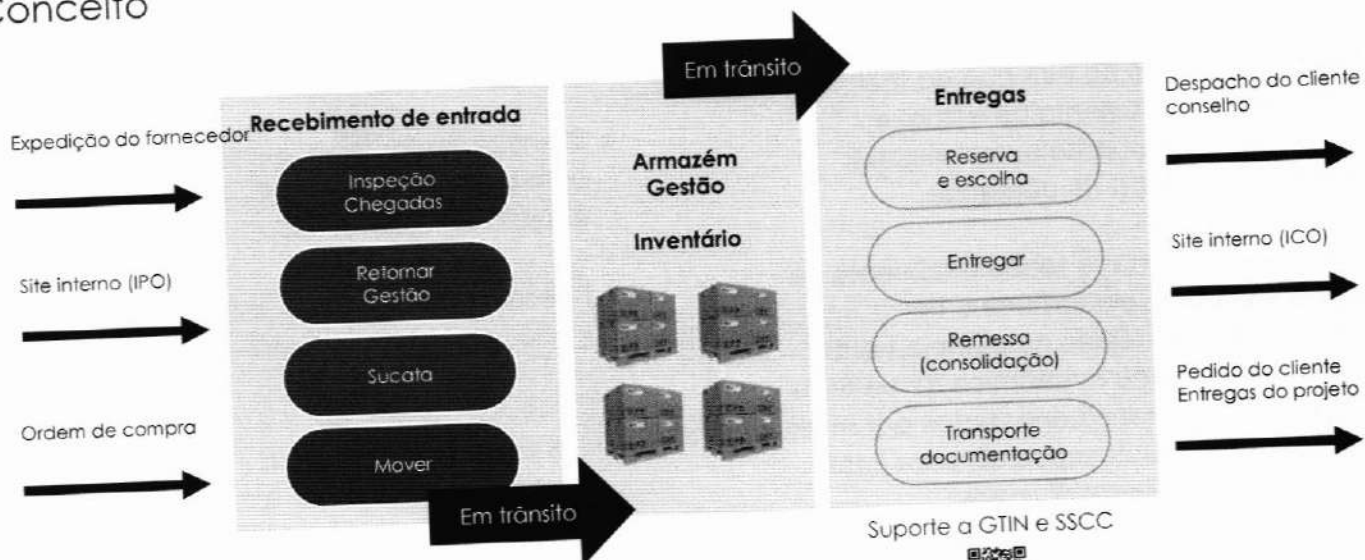 Conceito
Em trânsito
Expedição do fornecedor
Site interno (IPO)
Ordem de compra
Recebimento de entrada
Inspeção
Chegadas
Retornar
Gestão
Sucata
Mover
Em trânsito
Armazém
Gestão
Inventário
Entregas
Reserva
e escolha
Entregar
Remessa
(consolidação)
Transporte
documentação
Suporte a GTIN e SSCC
Despacho do cliente
conselho
Site interno (ICO)
Pedido do cliente
Entregas do projeto